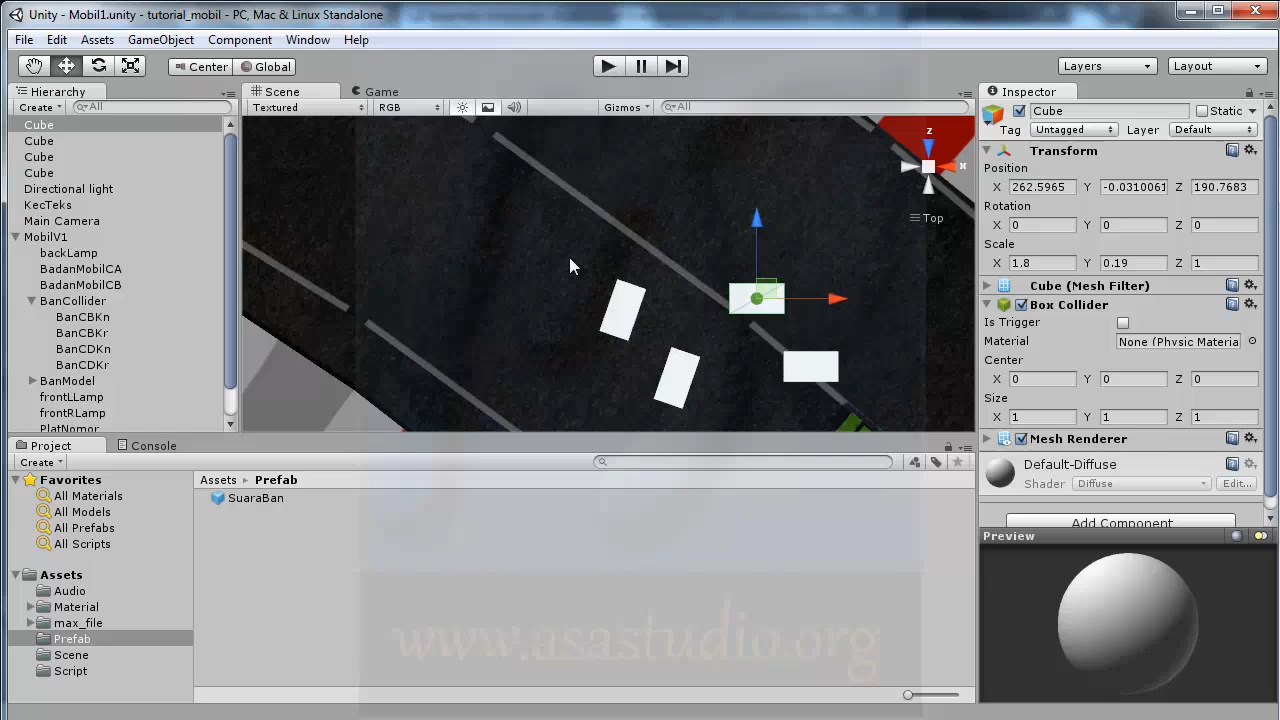 Unity - Mobil1.unity - tutorial_mobil - PC, Mac & Linux Standalone
File Edit Assets GameObject Component Window Help
Center Global Layers Layout
Hierarchy
Create All
Cube
Cube
Cube
Cube
Directional light
KecTeks
Main Camera
MobilV1
backLamp
BadanMobilCA
BadanMobilCB
BanCollider
BanCBKn
BanCBKr
BanCDKn
BanCDKr
BanModel
frontLLamp
frontRLamp
PlatNomor
Scene Game
Textured RGB Gizmos All
z
x
Top
Inspector
Cube Static
Tag Untagged Layer Default
Transform
Position
X 262.5965 Y -0.0310061 Z 190.7683
Rotation
X 0 Y 0 Z 0
Scale
X 1.8 Y 0.19 Z 1
Cube (Mesh Filter)
Box Collider
Is Trigger
Material None (Physic Materia
Center
X 0 Y 0 Z 0
Size
X 1 Y 1 Z 1
Mesh Renderer
Default-Diffuse
Shader Diffuse Edit...
Add Component
Preview
Project Console
Create
Favorites
All Materials
All Models
All Prefabs
All Scripts
Assets
Audio
Material
max_file
Prefab
Scene
Script
Assets Prefab
SuaraBan
www.asastudio.org